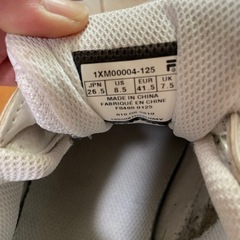 1XM00004-125
JPN US EUR UK
26.5 8.5 41.5 7.5
MADE IN CHINA
FABRIQUÉ EN CHINE